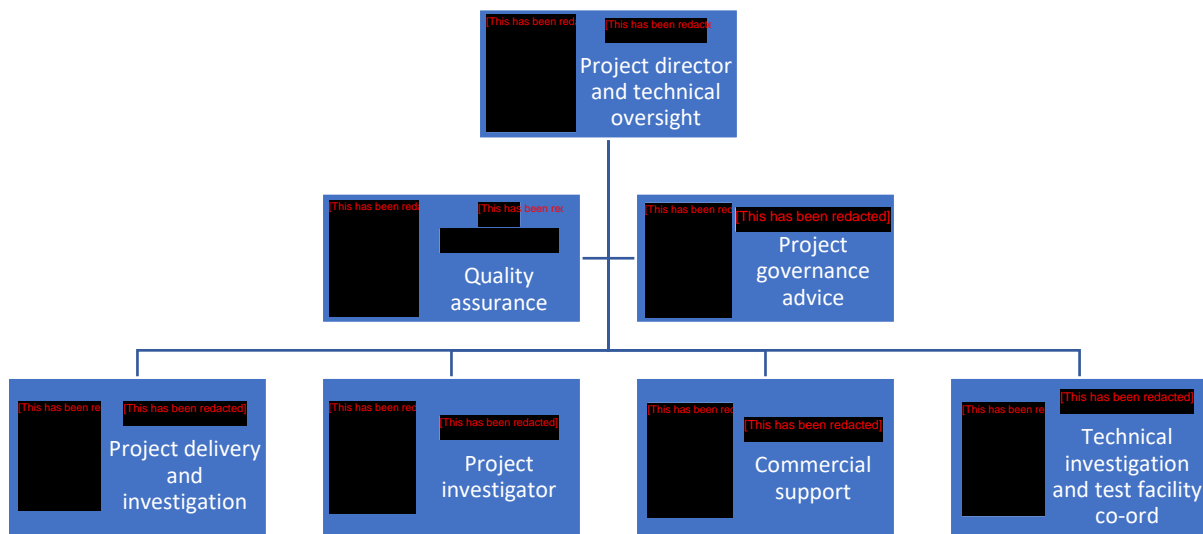 [This has been reda
[This has been redacte
Project director
and technical
oversight
[This has been reda
[This has been red
Quality
assurance
[This has been red
[This has been redacted]
Project
governance
advice
[This has been re
[This has been redacted]
Project delivery
and
investigation
[This has been red
[This has been redacted]
Project
investigator
[This has been red
[This has been redacted]
Commercial
support
[This has been re
[This has been redacted]
Technical
investigation
and test facility
co-ord